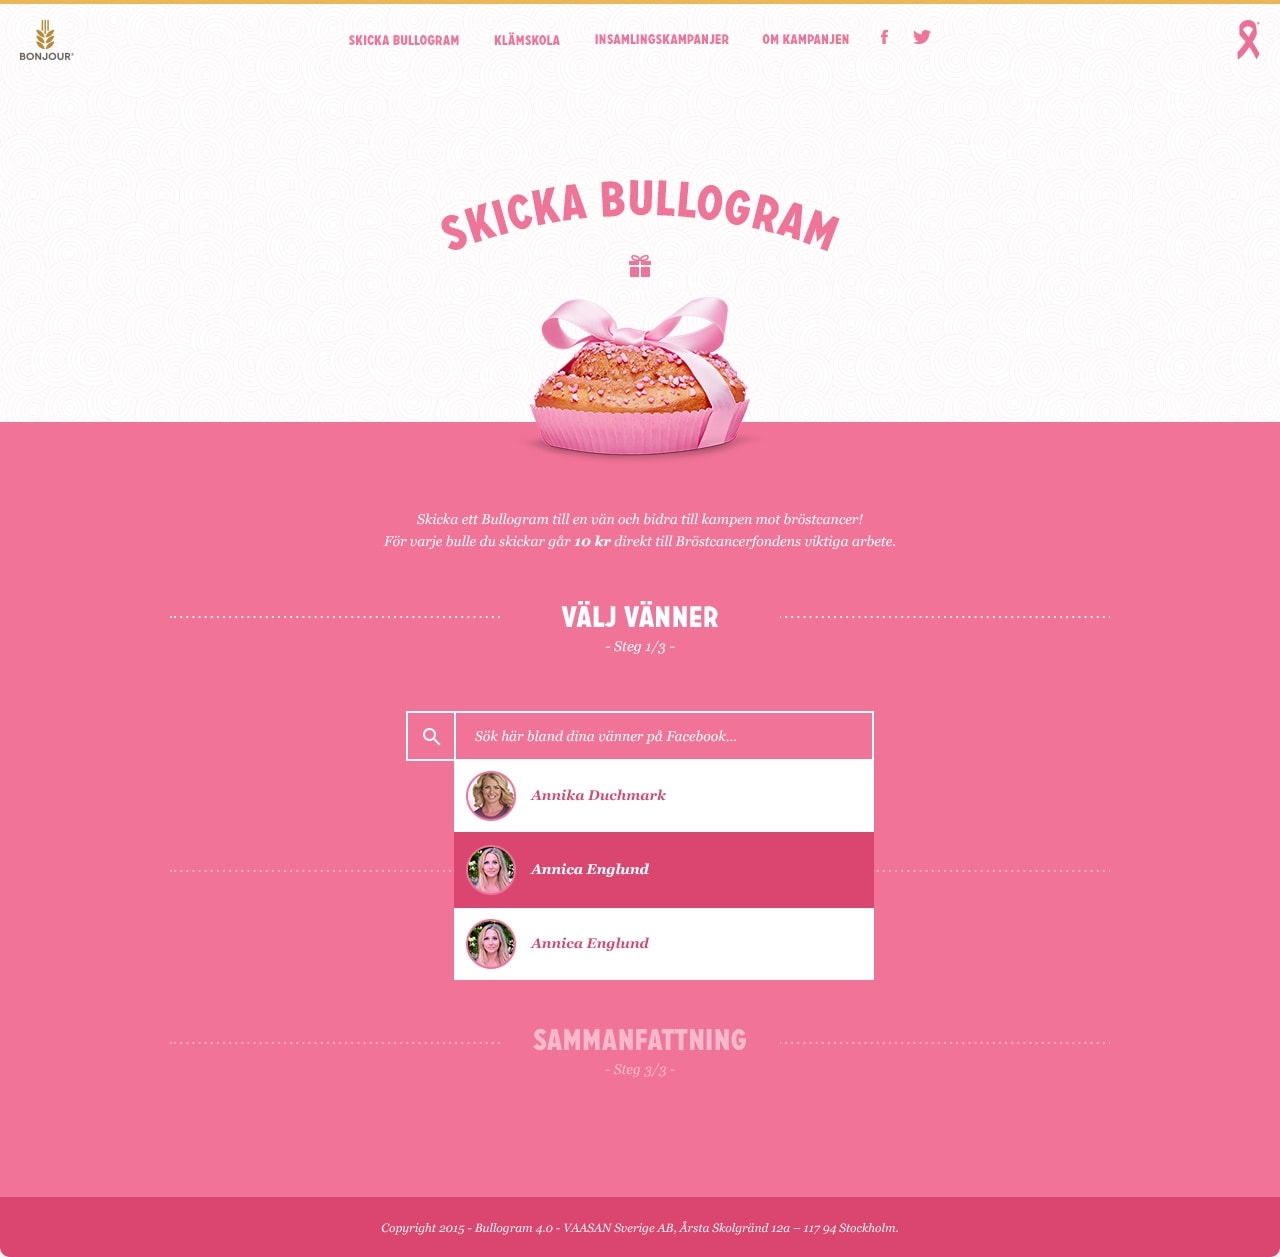 BONJOUR
SKICKA BULLOGRAM
KLÄMSKOLA
INSAMLINGSKAMPANJER
OM KAMPANJEN
SKICKA BULLOGRAM
Skicka ett Bullogram till en vän och bidra till kampen mot bröstcancer!
För varje bulle du skickar går 10 kr direkt till Bröstcancerfondens viktiga arbete.
VÄLJ VÄNNER
- Steg 1/3 -
Sök här bland dina vänner på Facebook...
Annika Duchmark
Annica Englund
Annica Englund
SAMMANFATTNING
- Steg 3/3 -
Copyright 2015 - Bullogram 4.0 - VAASAN Sverige AB, Årsta Skolgränd 12a – 117 94 Stockholm.